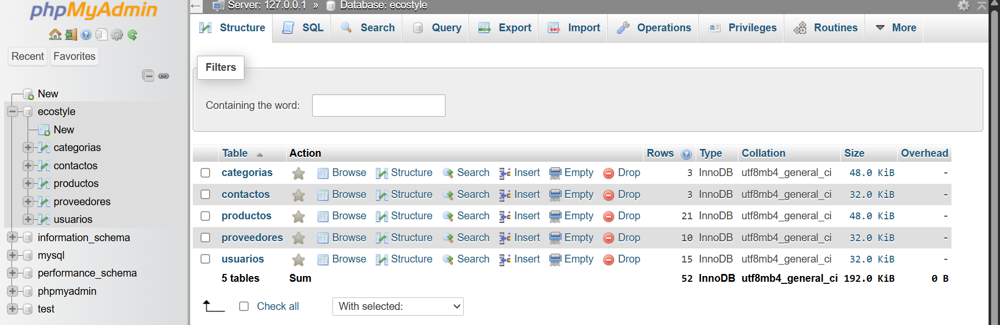 phpMyAdmin
Recent Favorites
New
ecostyle
New
categorias
contactos
productos
proveedores
usuarios
information_schema
mysql
performance_schema
phpmyadmin
test
← Server: 127.0.0.1 » Database: ecostyle
Structure SQL Search Query Export Import Operations Privileges Routines More
Filters
Containing the word:
Table Action Rows Type Collation Size Overhead
categorias Browse Structure Search Insert Empty Drop 3 InnoDB utf8mb4_general_ci 48.0 KiB -
contactos Browse Structure Search Insert Empty Drop 3 InnoDB utf8mb4_general_ci 32.0 KiB -
productos Browse Structure Search Insert Empty Drop 21 InnoDB utf8mb4_general_ci 48.0 KiB -
proveedores Browse Structure Search Insert Empty Drop 10 InnoDB utf8mb4_general_ci 32.0 KiB -
usuarios Browse Structure Search Insert Empty Drop 15 InnoDB utf8mb4_general_ci 32.0 KiB -
5 tables Sum 52 InnoDB utf8mb4_general_ci 192.0 KiB 0 B
Check all With selected: